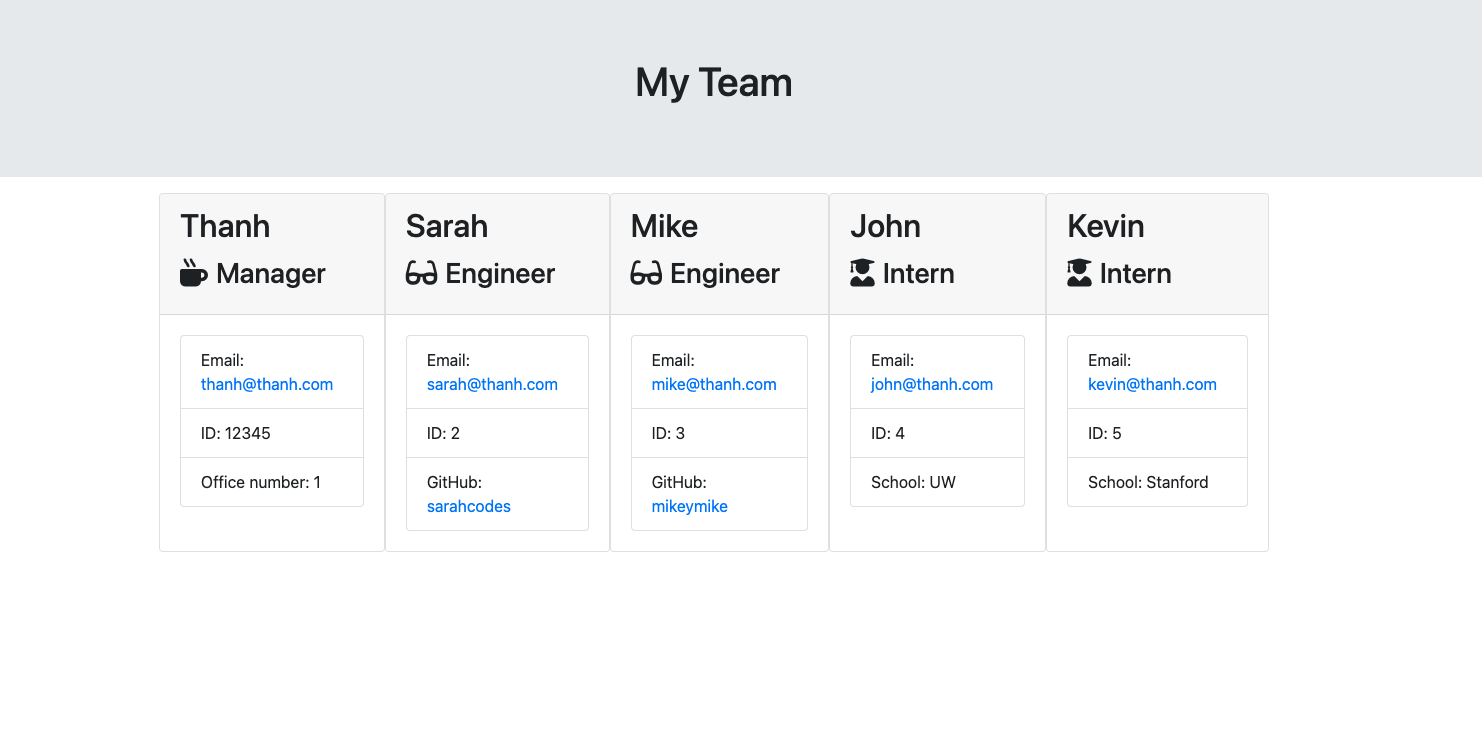 My Team
Thanh
Manager
Email:
thanh@thanh.com
ID: 12345
Office number: 1
Sarah
Engineer
Email:
sarah@thanh.com
ID: 2
GitHub:
sarahcodes
Mike
Engineer
Email:
mike@thanh.com
ID: 3
GitHub:
mikeymike
John
Intern
Email:
john@thanh.com
ID: 4
School: UW
Kevin
Intern
Email:
kevin@thanh.com
ID: 5
School: Stanford